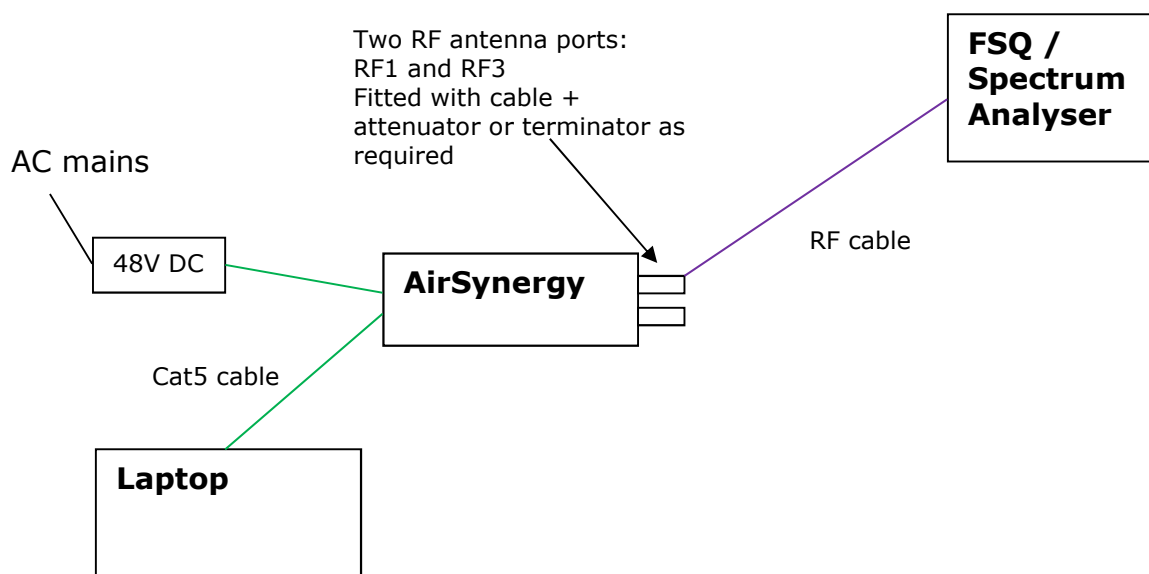 Two RF antenna ports:
RF1 and RF3
Fitted with cable +
attenuator or terminator as
required
FSQ /
Spectrum
Analyser
AC mains
RF cable
48V DC
AirSynergy
Cat5 cable
Laptop